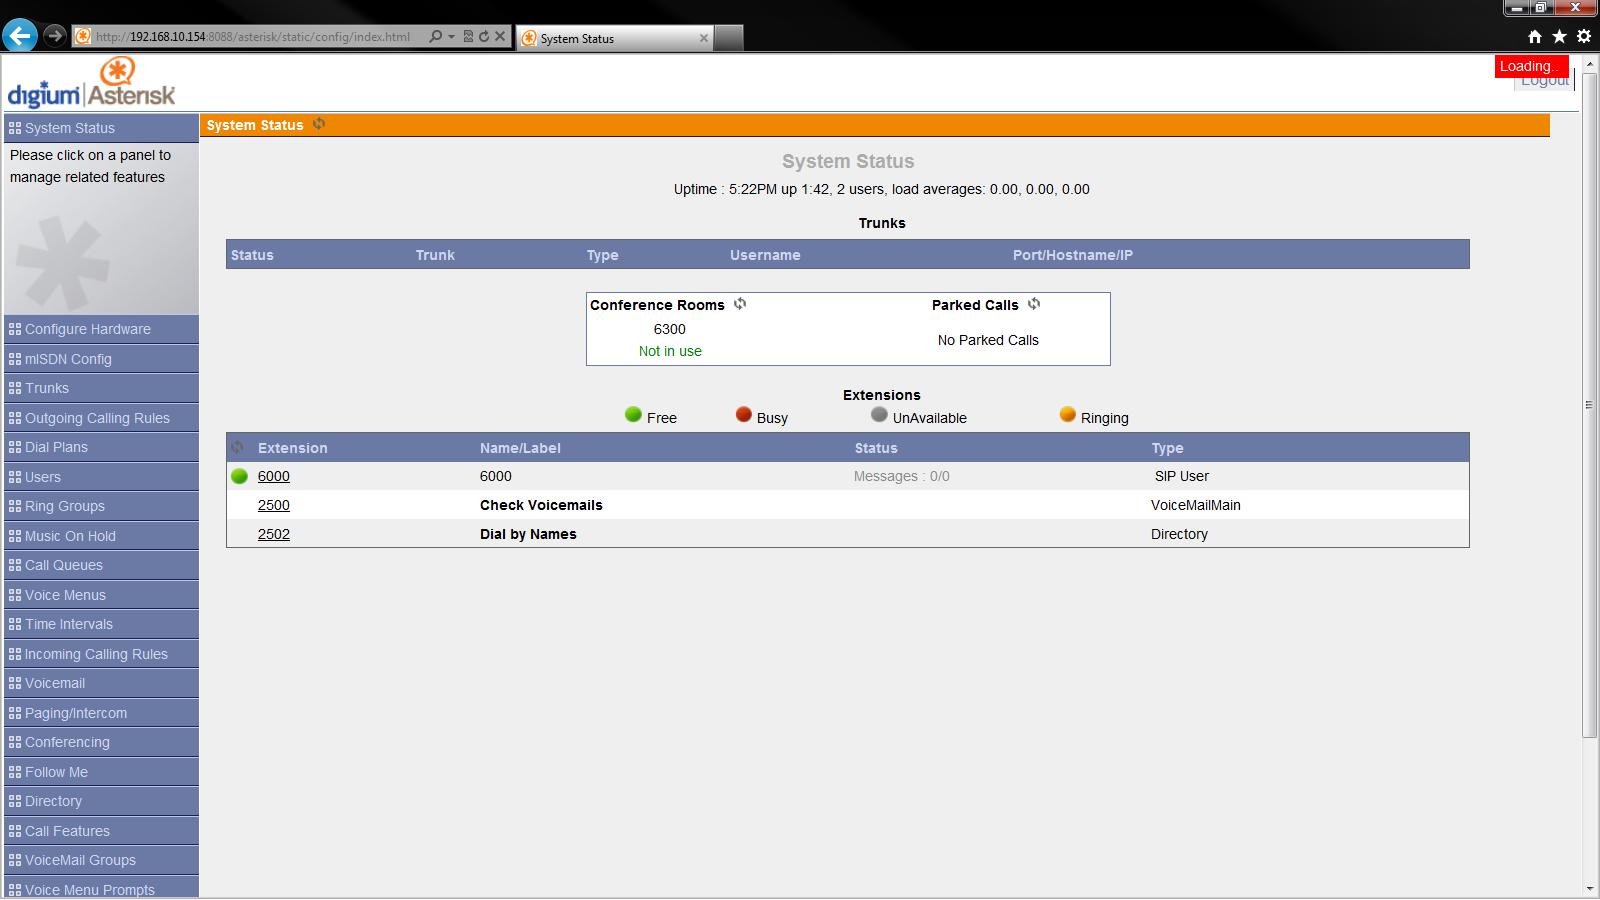 http://192.168.10.154:8088/asterisk/static/config/index.html
System Status
Loading...
Logout
digium Asterisk
System Status
Please click on a panel to
manage related features
Configure Hardware
mISDN Config
Trunks
Outgoing Calling Rules
Dial Plans
Users
Ring Groups
Music On Hold
Call Queues
Voice Menus
Time Intervals
Incoming Calling Rules
Voicemail
Paging/Intercom
Conferencing
Follow Me
Directory
Call Features
VoiceMail Groups
Voice Menu Prompts
System Status
System Status
Uptime : 5:22PM up 1:42, 2 users, load averages: 0.00, 0.00, 0.00
Trunks
Status Trunk Type Username Port/Hostname/IP
Conference Rooms Parked Calls
6300
Not in use
No Parked Calls
Extensions
Free Busy UnAvailable Ringing
Extension Name/Label Status Type
6000 6000 Messages : 0/0 SIP User
2500 Check Voicemails VoiceMailMain
2502 Dial by Names Directory